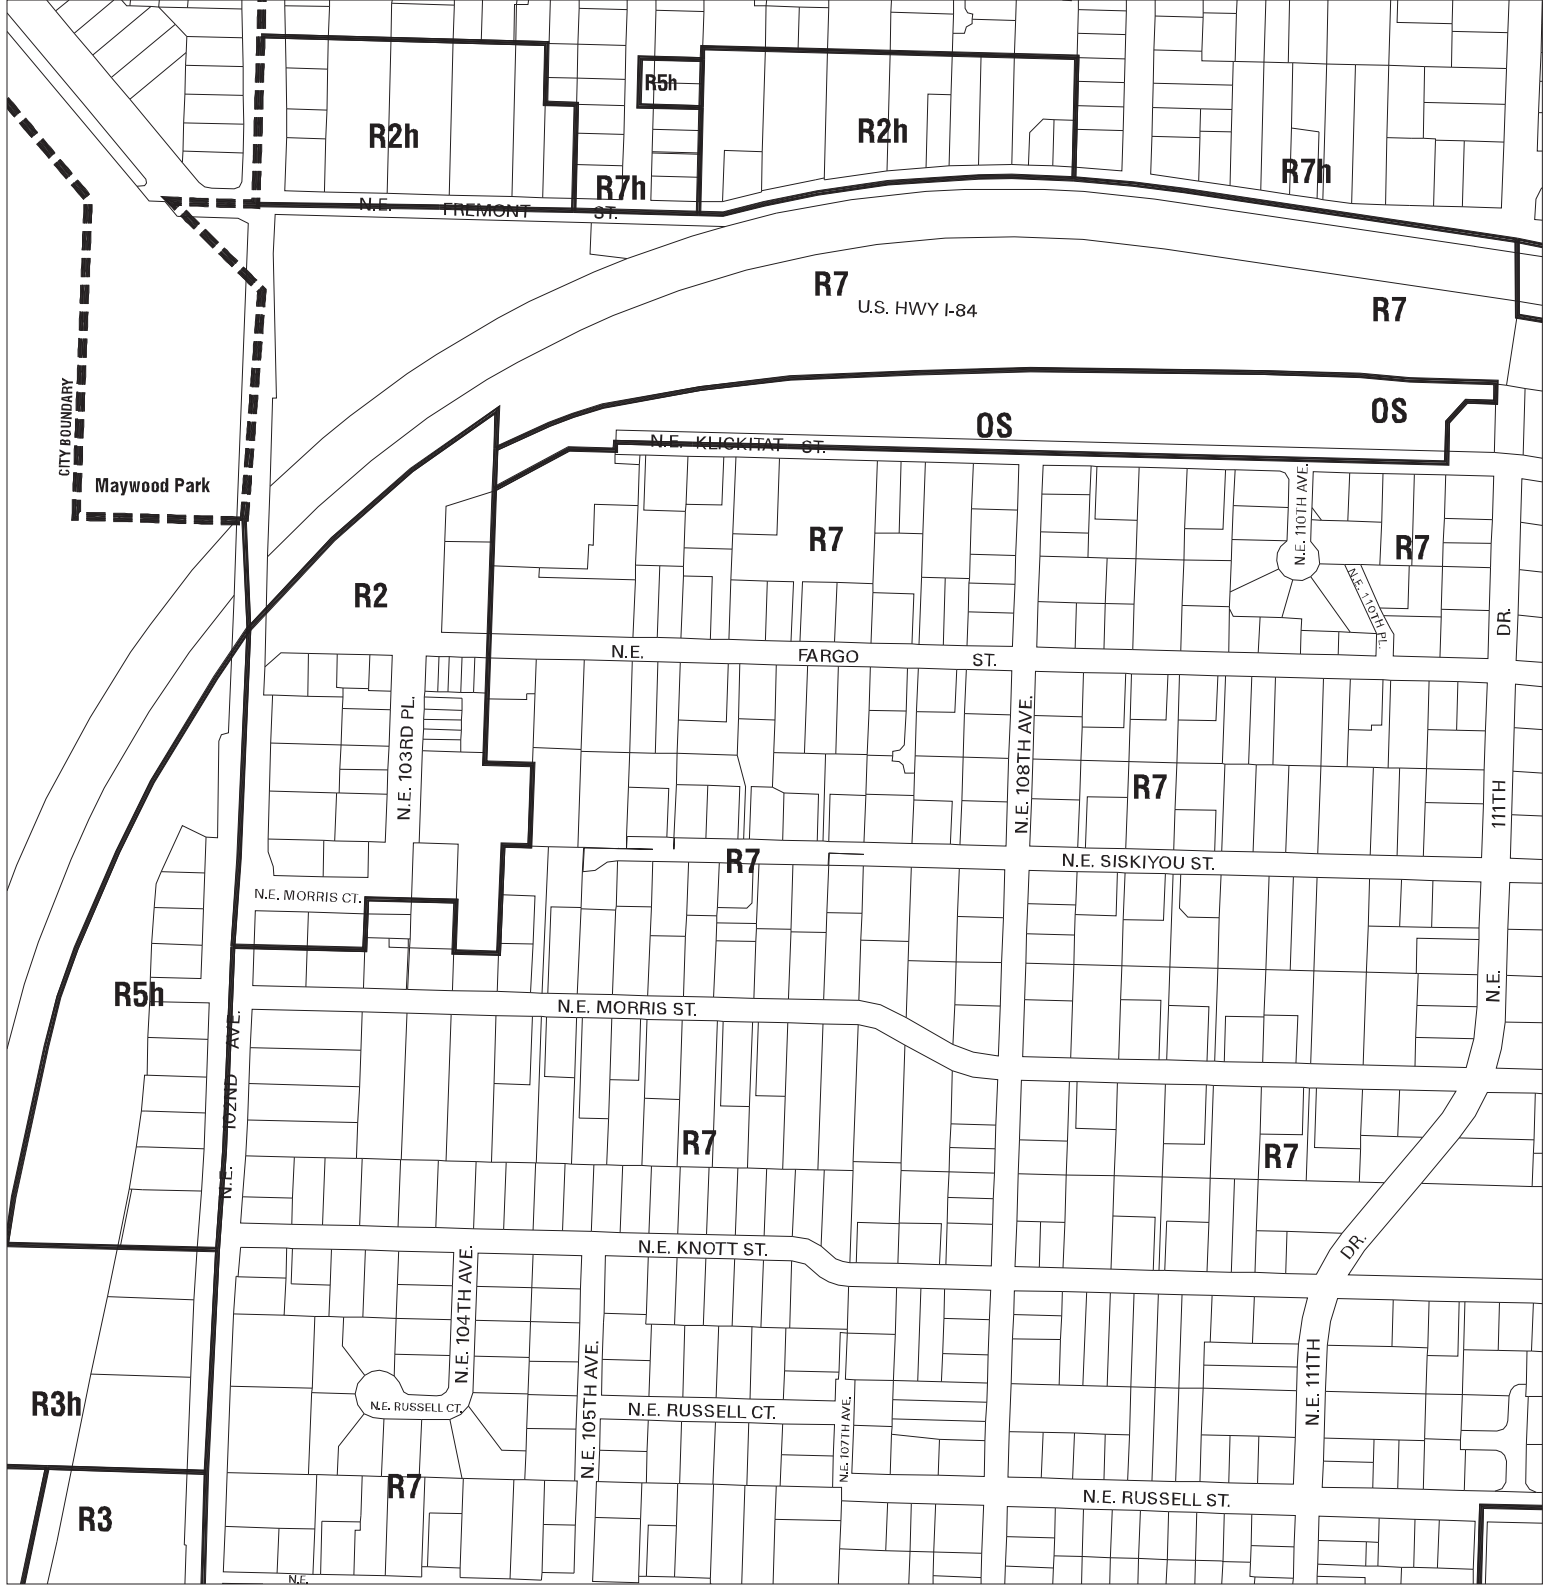 R5h
R2h
R2h
R7h
R7h
N.E. FREMONT ST.
R7
R7
U.S. HWY I-84
CITY BOUNDARY
OS
OS
N.E. KLICKITAT ST.
Maywood Park
N.E. 110TH AVE.
R7
R7
R2
N.E. 110TH PL.
DR.
N.E. FARGO ST.
N.E. 103RD PL.
N.E. 108TH AVE.
R7
111TH
R7
N.E. SISKIYOU ST.
N.E. MORRIS CT.
N.E.
R5h
N.E. MORRIS ST.
N.E. 102ND AVE.
R7
R7
DR.
N.E. KNOTT ST.
N.E. 104TH AVE.
N.E. 105TH AVE.
N.E. 111TH
R3h
N.E. RUSSELL CT.
N.E. RUSSELL CT.
N.E. 107TH AVE.
R7
N.E. RUSSELL ST.
R3
N.E.